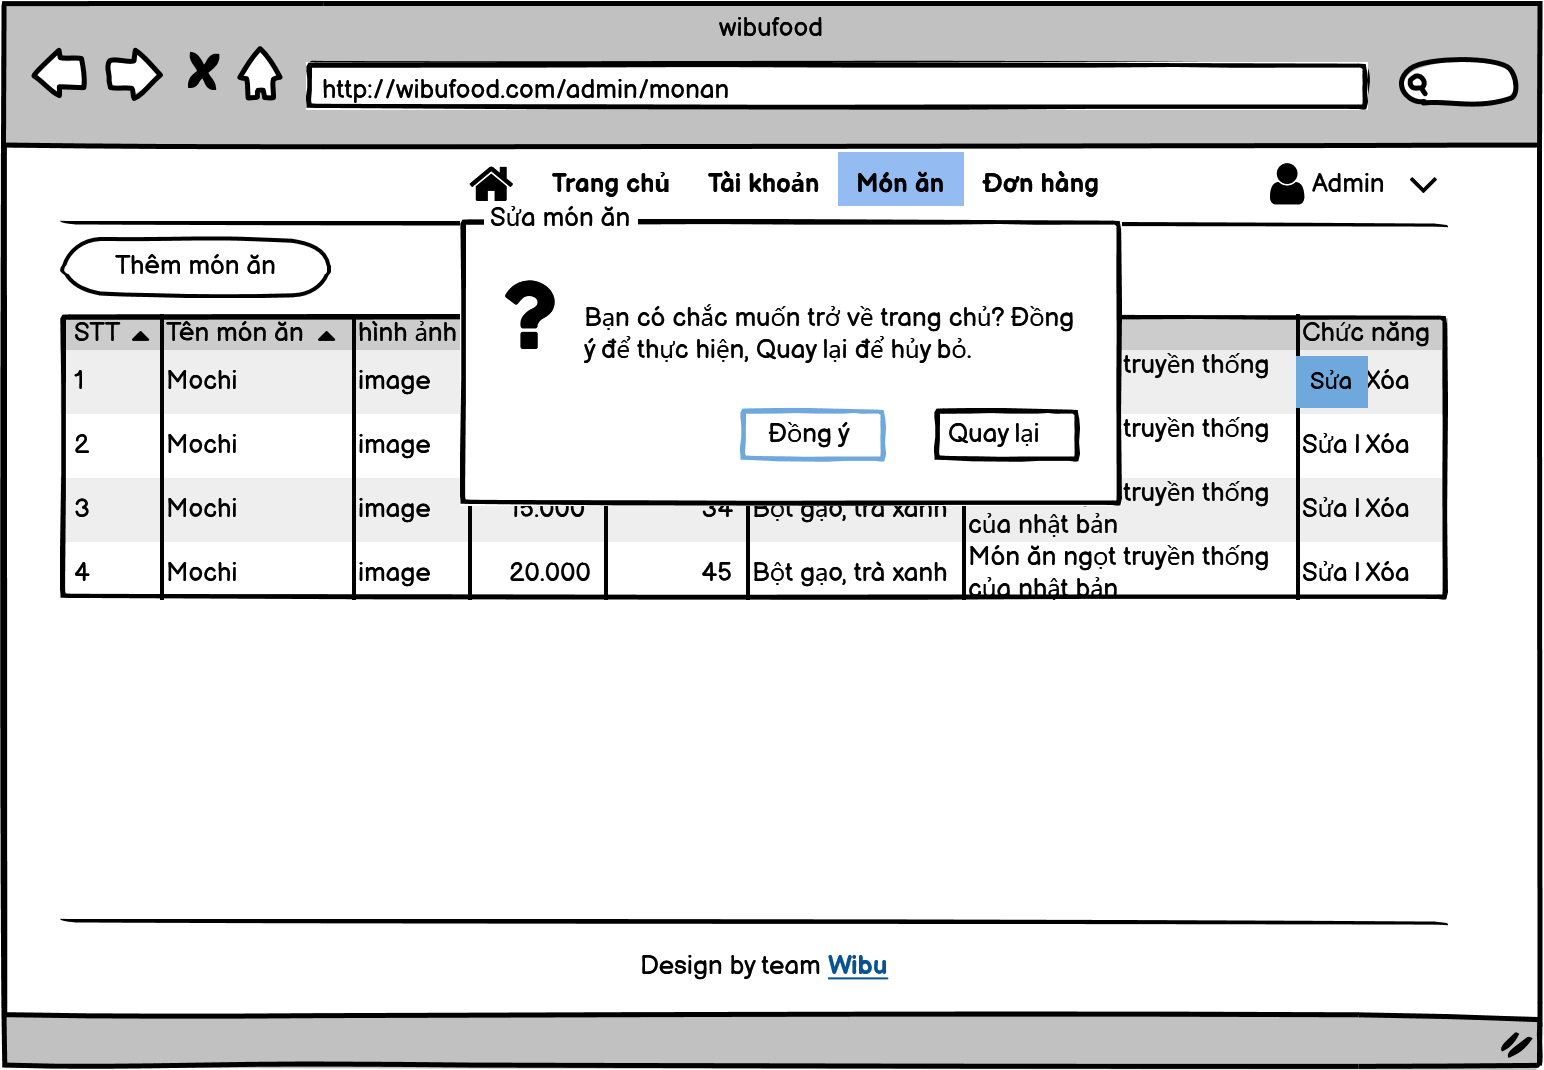 wibufood
http://wibufood.com/admin/monan
Trang chủ Tài khoản Món ăn Đơn hàng Admin
Sửa món ăn
Thêm món ăn
Bạn có chắc muốn trở về trang chủ? Đồng
ý để thực hiện, Quay lại để hủy bỏ.
Đồng ý Quay lại
STT Tên món ăn hình ảnh Chức năng
1 Mochi image truyền thống Sửa Xóa
2 Mochi image truyền thống Sửa | Xóa
3 Mochi image 15.000 34 Bột gạo, trà xanh truyền thống
của nhật bản Sửa | Xóa
4 Mochi image 20.000 45 Bột gạo, trà xanh Món ăn ngọt truyền thống
của nhật bản Sửa | Xóa
Design by team Wibu